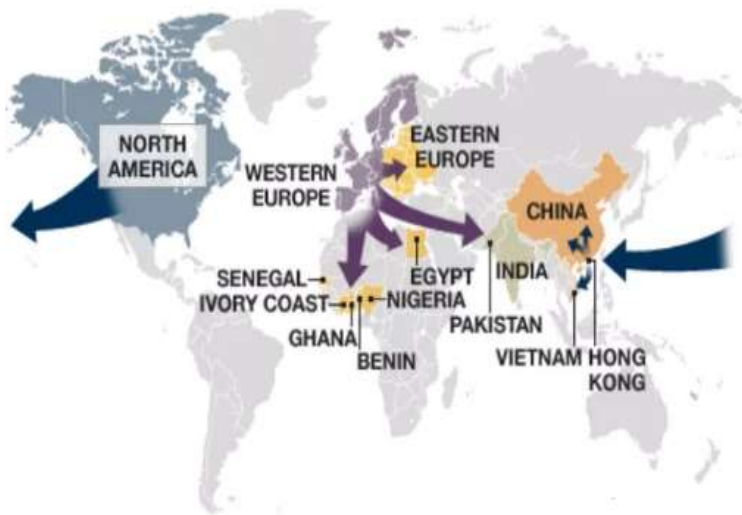 NORTH
AMERICA
WESTERN
EUROPE
EASTERN
EUROPE
CHINA
SENEGAL
IVORY COAST
GHANA
BENIN
EGYPT
NIGERIA
INDIA
PAKISTAN
VIETNAM
HONG
KONG